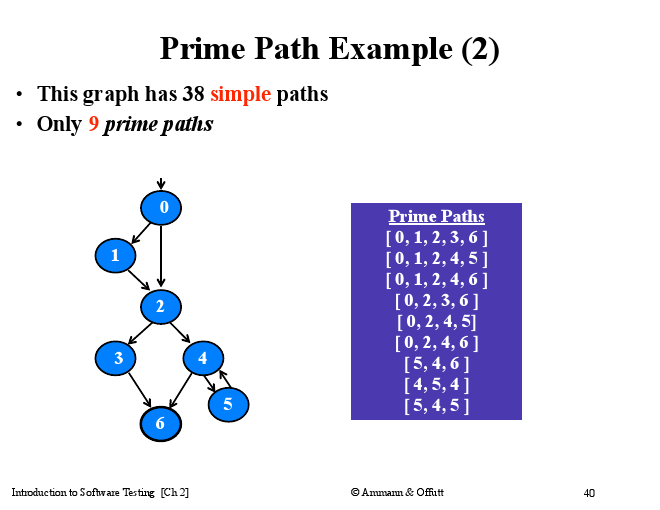 Prime Path Example (2)
• This graph has 38 simple paths
• Only 9 prime paths
0
1
2
3
4
5
6
Prime Paths
[ 0, 1, 2, 3, 6 ]
[ 0, 1, 2, 4, 5 ]
[ 0, 1, 2, 4, 6 ]
[ 0, 2, 3, 6 ]
[ 0, 2, 4, 5]
[ 0, 2, 4, 6 ]
[ 5, 4, 6 ]
[ 4, 5, 4 ]
[ 5, 4, 5 ]
Introduction to Software Testing [Ch 2]
© Ammann & Offutt
40